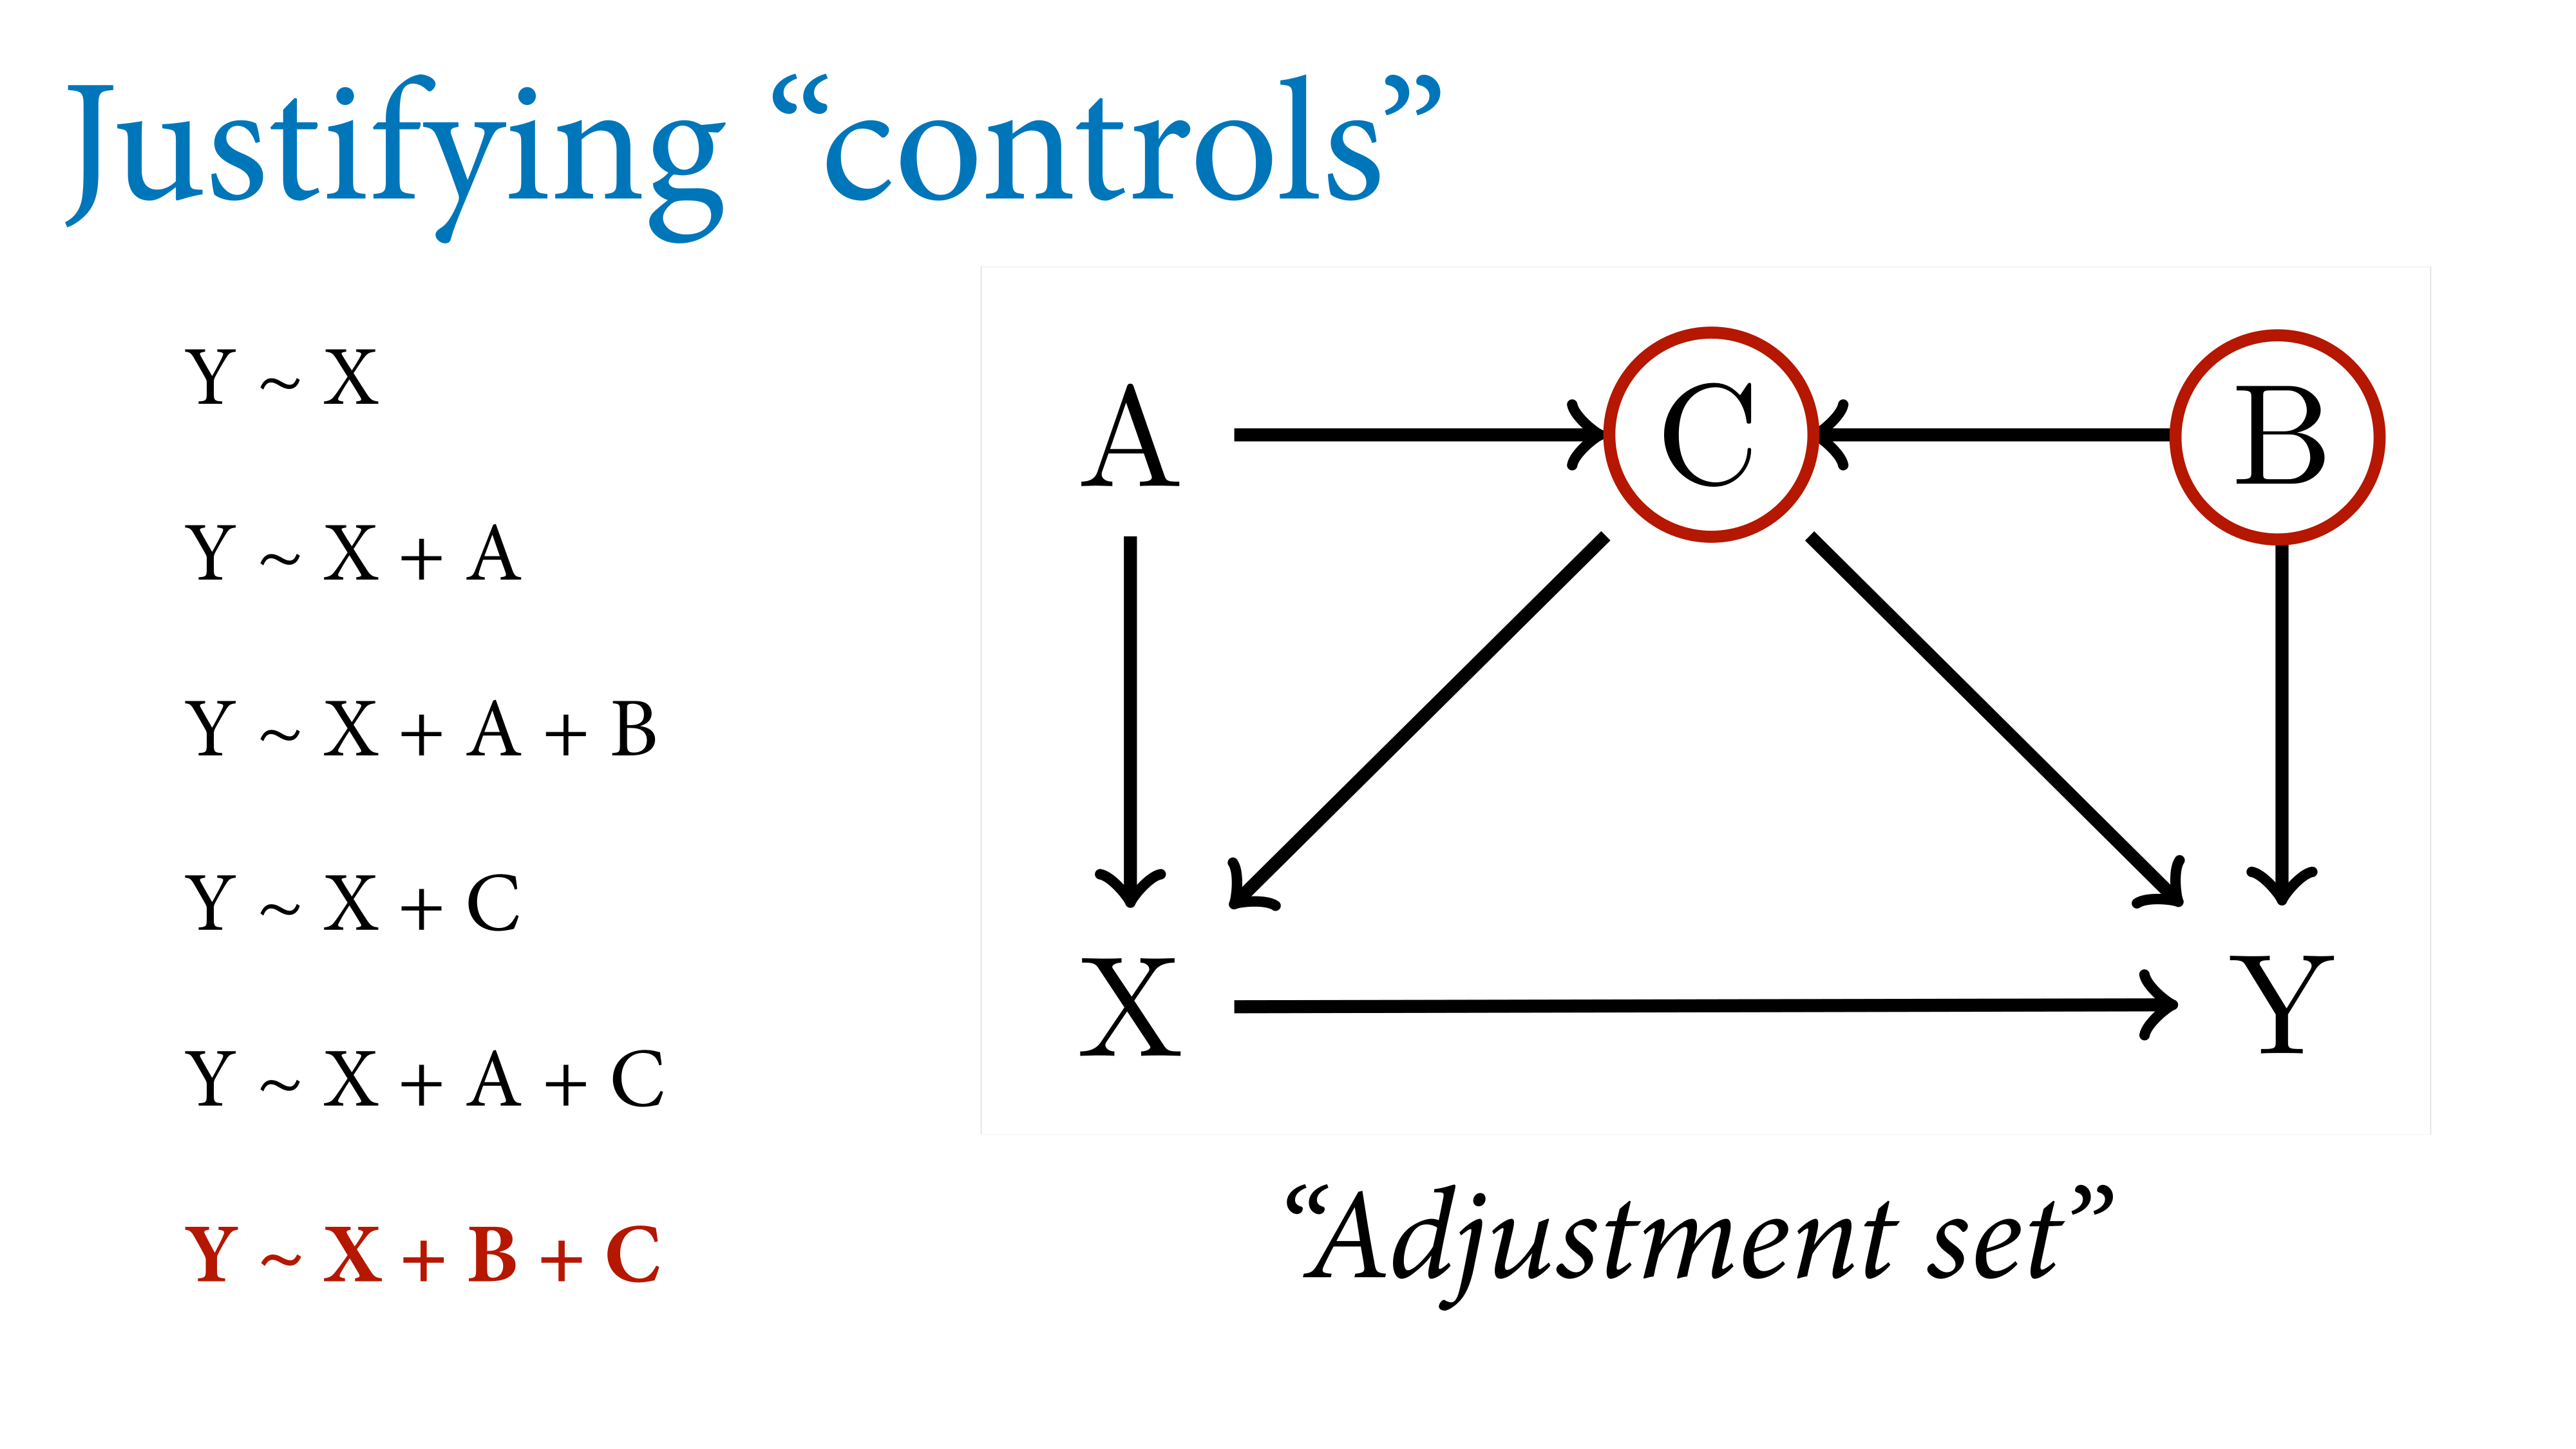 Justifying “controls”
Y ~ X
Y ~ X + A
Y ~ X + A + B
Y ~ X + C
Y ~ X + A + C
Y ~ X + B + C
A C B
X Y
“Adjustment set”